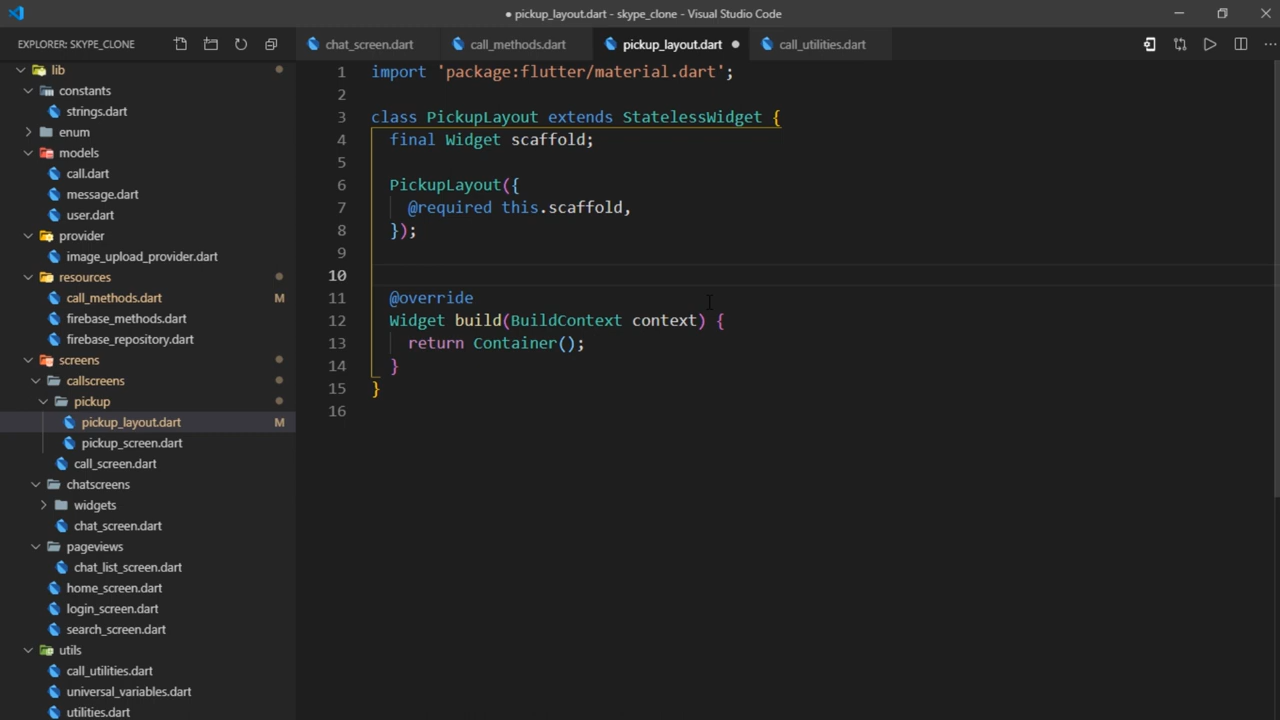 ● pickup_layout.dart - skype_clone - Visual Studio Code
EXPLORER: SKYPE_CLONE
chat_screen.dart
call_methods.dart
pickup_layout.dart ●
call_utilities.dart
lib
constants
strings.dart
enum
models
call.dart
message.dart
user.dart
provider
image_upload_provider.dart
resources
call_methods.dart M
firebase_methods.dart
firebase_repository.dart
screens
callscreens
pickup
pickup_layout.dart M
pickup_screen.dart
call_screen.dart
chatscreens
widgets
chat_screen.dart
pageviews
chat_list_screen.dart
home_screen.dart
login_screen.dart
search_screen.dart
utils
call_utilities.dart
universal_variables.dart
utilities.dart
1 import 'package:flutter/material.dart';
2
3 class PickupLayout extends StatelessWidget {
4 final Widget scaffold;
5
6 PickupLayout({
7 @required this.scaffold,
8 });
9
10
11 @override
12 Widget build(BuildContext context) {
13 return Container();
14 }
15 }
16